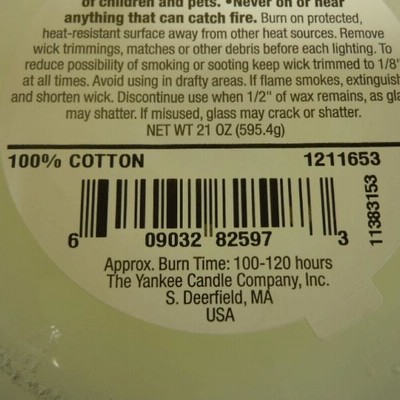 of children and pets. •Never on or near
anything that can catch fire. Burn on protected,
heat-resistant surface away from other heat sources. Remove
wick trimmings, matches or other debris before each lighting. To
reduce possibility of smoking or sooting keep wick trimmed to 1/8"
at all times. Avoid using in drafty areas. If flame smokes, extinguish
and shorten wick. Discontinue use when 1/2" of wax remains, as
may shatter. If misused, glass may crack or shatter.
NET WT 21 OZ (595.4g)
100% COTTON 1211653
6 09032 82597 3
11383153
Approx. Burn Time: 100-120 hours
The Yankee Candle Company, Inc.
S. Deerfield, MA
USA